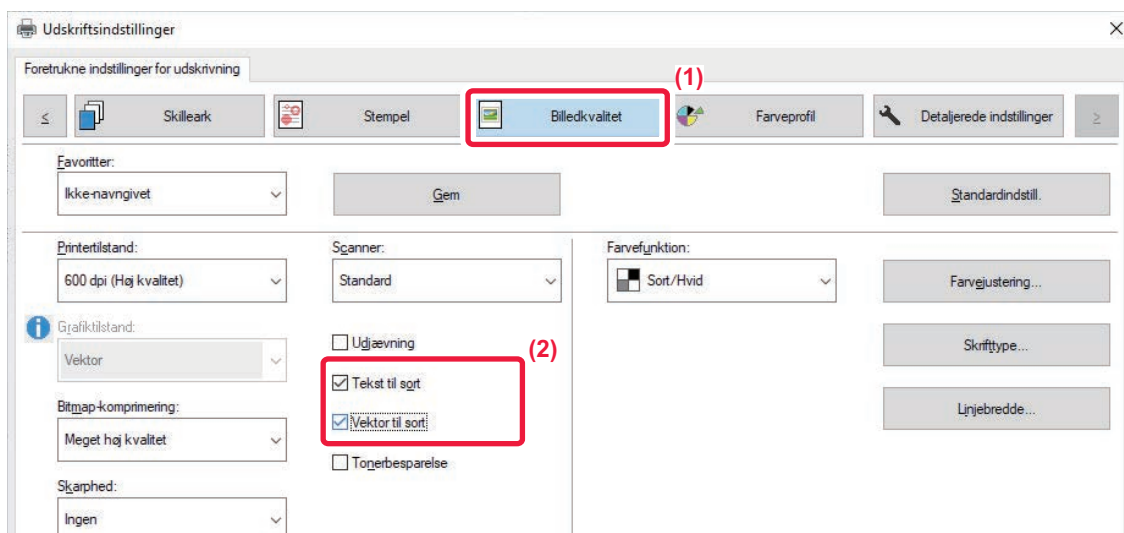 Udskriftsindstillinger
Foretrukne indstillinger for udskrivning
(1)
≤ Skilleark Stempel Billedkvalitet Farveprofil Detaljerede indstillinger ≥
Favoritter:
Ikke-navngivet Gem Standardindstill.
Printertilstand: Scanner: Farvefunktion:
600 dpi (Høj kvalitet) Standard Sort/Hvid Farvejustering...
Grafiktilstand:
Vektor Udjævning Skrifttype...
(2)
Tekst til sort
Bitmap-komprimering: Vektor til sort Linjebredde...
Meget høj kvalitet
Tonerbesparelse
Skarphed:
Ingen